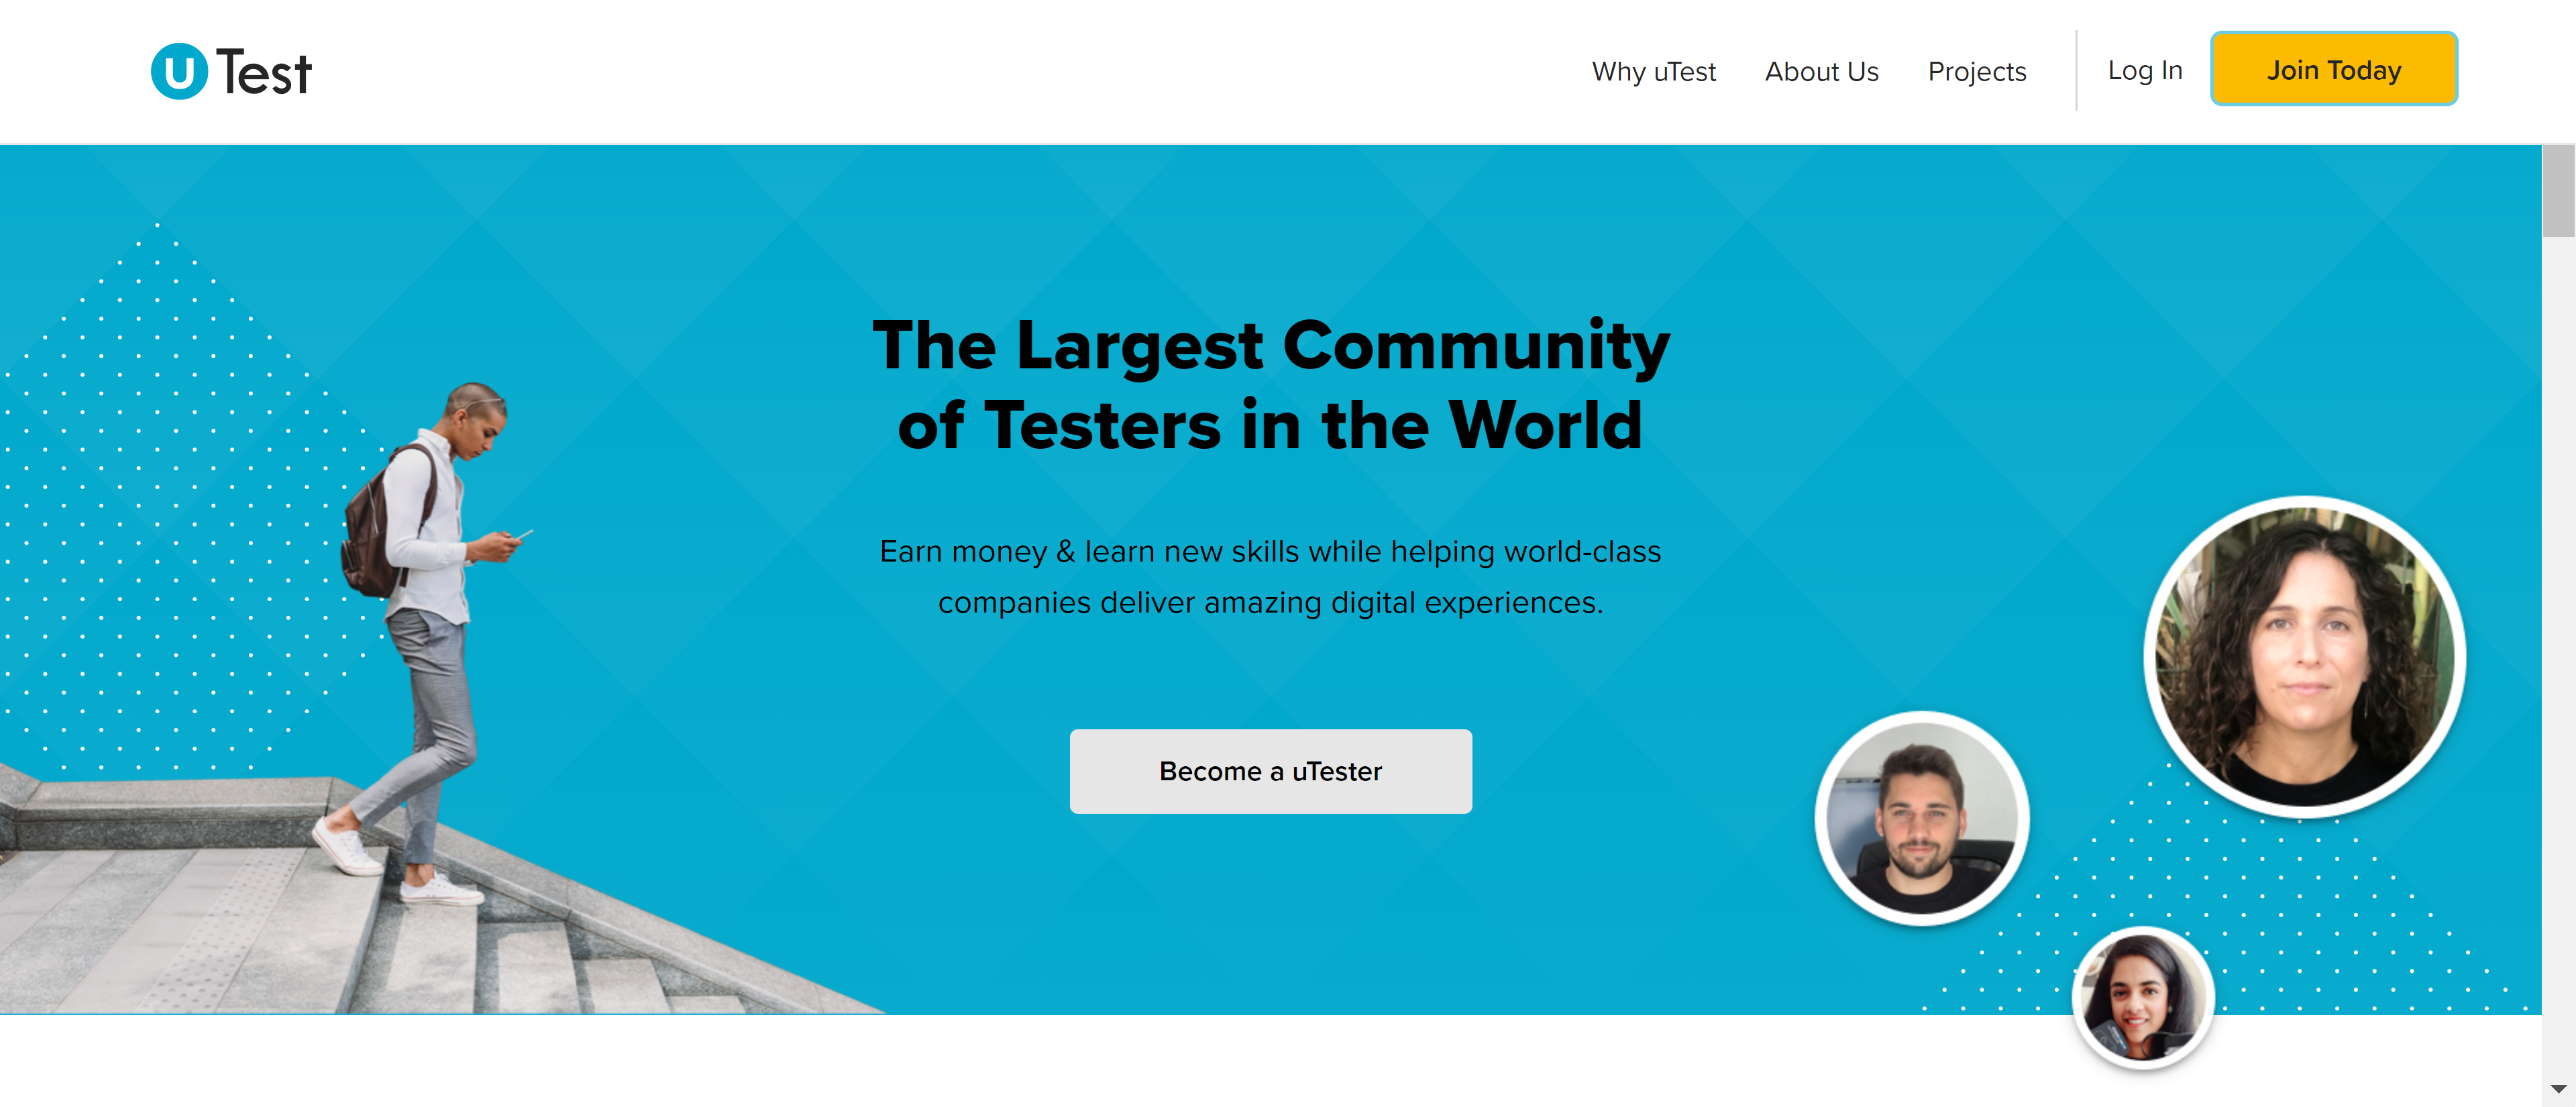 uTest
Why uTest
About Us
Projects
Log In
Join Today
The Largest Community
of Testers in the World
Earn money & learn new skills while helping world-class
companies deliver amazing digital experiences.
Become a uTester